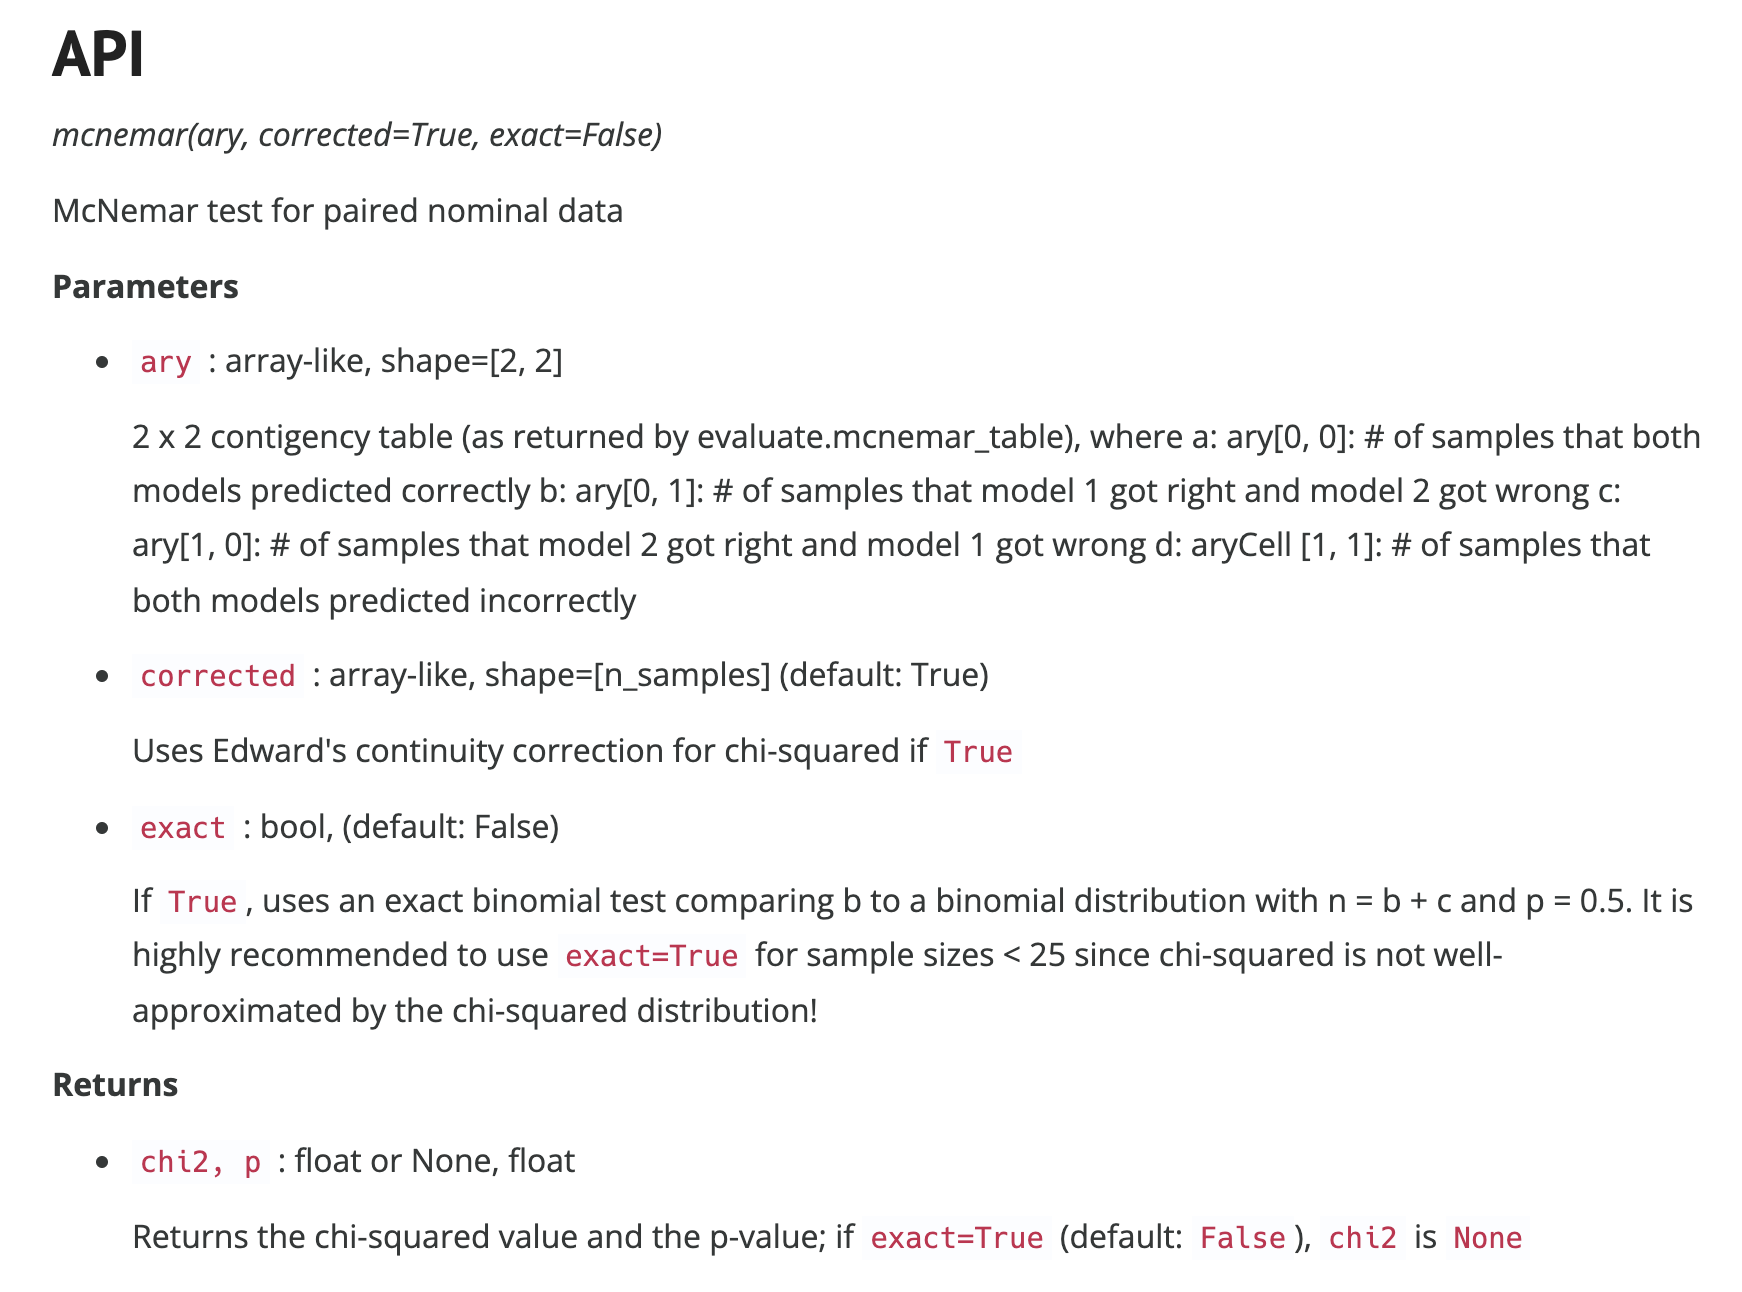 API
mcnemar(ary, corrected=True, exact=False)
McNemar test for paired nominal data
Parameters
ary : array-like, shape=[2, 2]
2 x 2 contigency table (as returned by evaluate.mcnemar_table), where a: ary[0, 0]: # of samples that both
models predicted correctly b: ary[0, 1]: # of samples that model 1 got right and model 2 got wrong c:
ary[1, 0]: # of samples that model 2 got right and model 1 got wrong d: aryCell [1, 1]: # of samples that
both models predicted incorrectly
corrected : array-like, shape=[n_samples] (default: True)
Uses Edward's continuity correction for chi-squared if True
exact : bool, (default: False)
If True, uses an exact binomial test comparing b to a binomial distribution with n = b + c and p = 0.5. It is
highly recommended to use exact=True for sample sizes < 25 since chi-squared is not well-
approximated by the chi-squared distribution!
Returns
chi2, p : float or None, float
Returns the chi-squared value and the p-value; if exact=True (default: False), chi2 is None